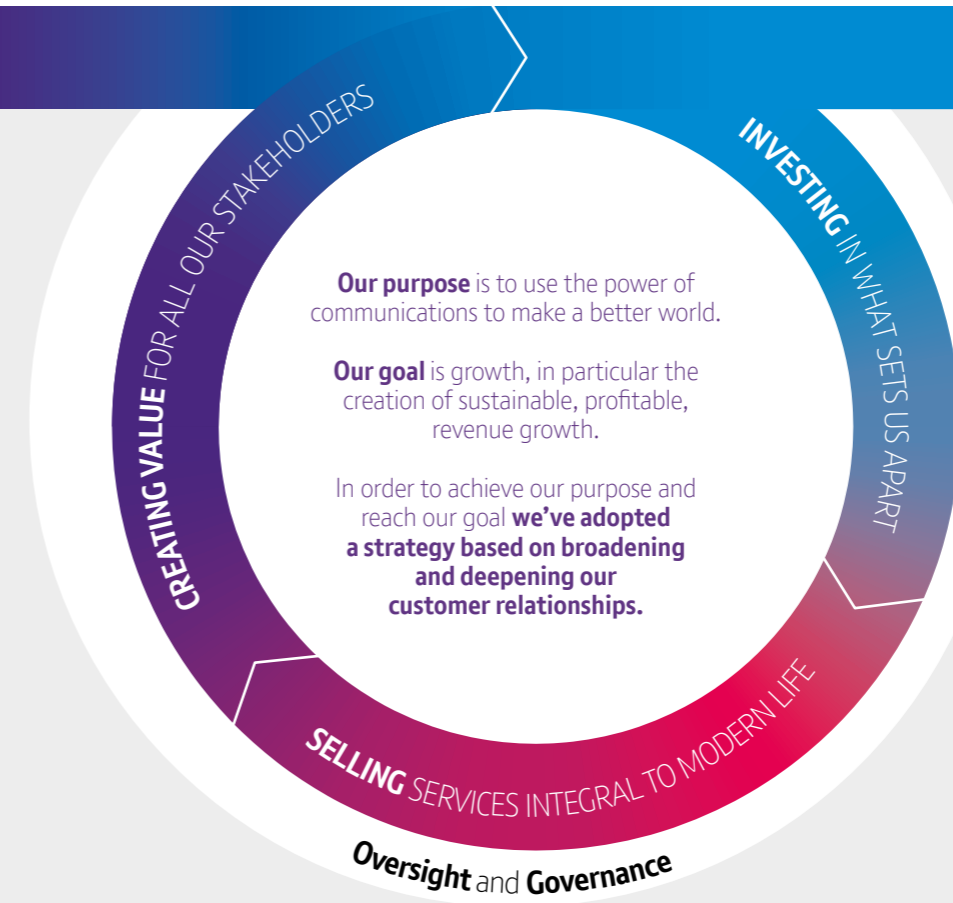 CREATING VALUE FOR ALL OUR STAKEHOLDERS
INVESTING IN WHAT SETS US APART
Our purpose is to use the power of
communications to make a better world.
Our goal is growth, in particular the
creation of sustainable, profitable,
revenue growth.
In order to achieve our purpose and
reach our goal we’ve adopted
a strategy based on broadening
and deepening our
customer relationships.
SELLING SERVICES INTEGRAL TO MODERN LIFE
Oversight and Governance